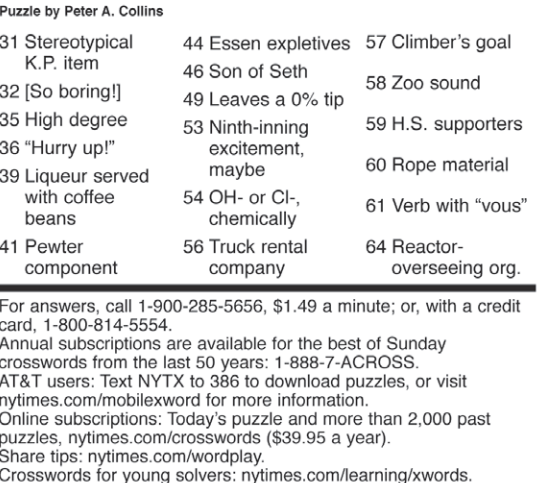 Puzzle by Peter A. Collins
31 Stereotypical
K.P. item
32 [So boring!]
35 High degree
36 “Hurry up!”
39 Liqueur served
with coffee
beans
41 Pewter
component
44 Essen expletives
46 Son of Seth
49 Leaves a 0% tip
53 Ninth-inning
excitement,
maybe
54 OH- or Cl-,
chemically
56 Truck rental
company
57 Climber’s goal
58 Zoo sound
59 H.S. supporters
60 Rope material
61 Verb with “vous”
64 Reactor-
overseeing org.
For answers, call 1-900-285-5656, $1.49 a minute; or, with a credit
card, 1-800-814-5554.
Annual subscriptions are available for the best of Sunday
crosswords from the last 50 years: 1-888-7-ACROSS.
AT&T users: Text NYTX to 386 to download puzzles, or visit
nytimes.com/mobilexword for more information.
Online subscriptions: Today’s puzzle and more than 2,000 past
puzzles, nytimes.com/crosswords ($39.95 a year).
Share tips: nytimes.com/wordplay.
Crosswords for young solvers: nytimes.com/learning/xwords.